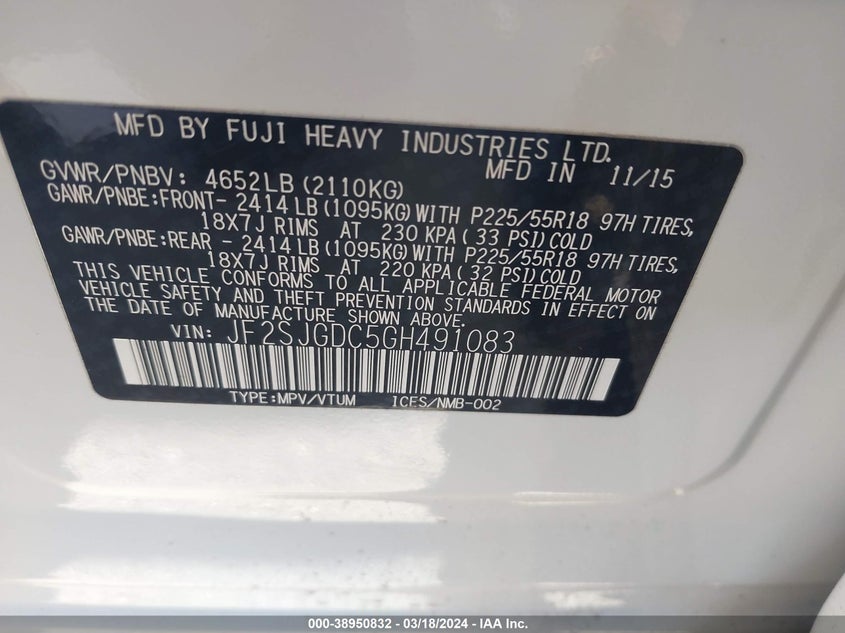 MFD BY FUJI HEAVY INDUSTRIES LTD.
MFD IN 11/15
GVWR/PNBV: 4652LB (2110KG)
GAWR/PNBE:FRONT- 2414LB (1095KG) WITH P225/55R18 97H TIRES,
18X7J RIMS AT 230 KPA ( 33 PSI) COLD
GAWR/PNBE:REAR - 2414LB (1095KG) WITH P225/55R18 97H TIRES,
18X7J RIMS AT 220 KPA ( 32 PSI) COLD
THIS VEHICLE CONFORMS TO ALL APPLICABLE FEDERAL MOTOR
VEHICLE SAFETY AND THEFT PREVENTION STANDARDS IN EFFECT ON
THE DATE OF MANUFACTURE SHOWN ABOVE.
VIN: JF2SJGDC5GH491083
TYPE:MPV/VTUM ICES/NMB-002
000-38950832 - 03/18/2024 - IAA Inc.